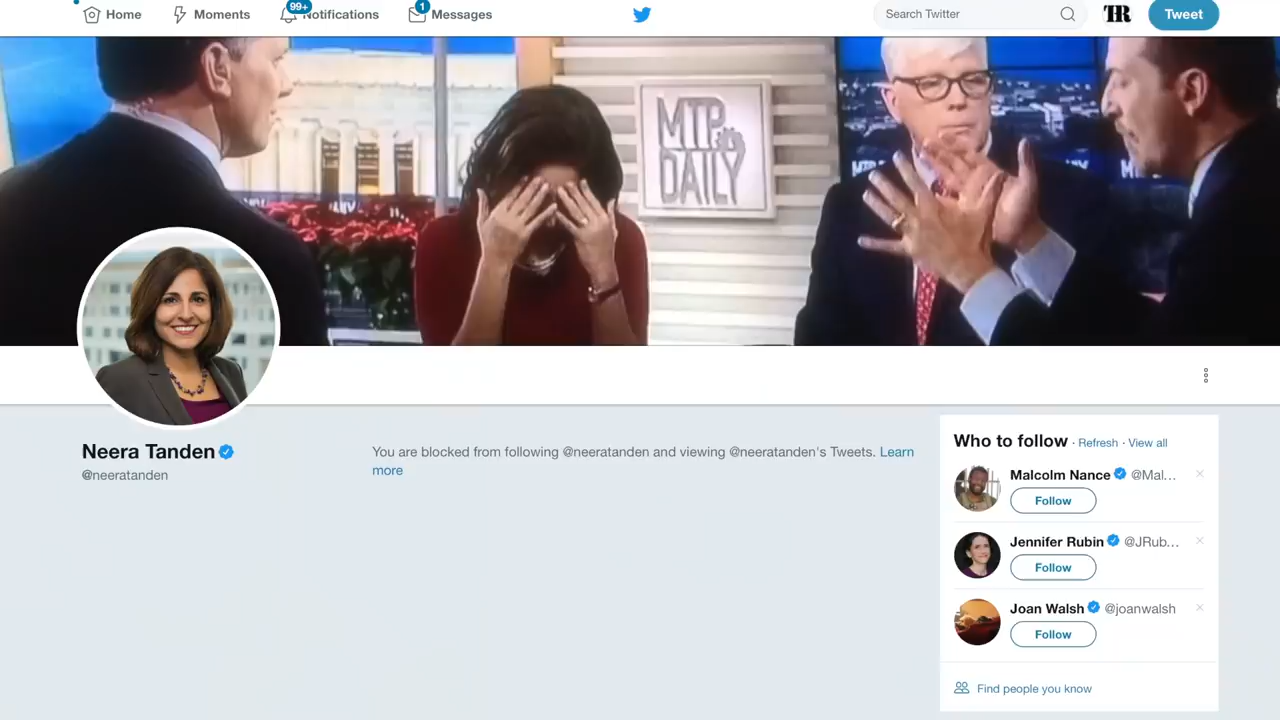 Home
Moments
99+
Notifications
1
Messages
Search Twitter
TR
Tweet
MTP
DAILY
Neera Tanden
@neeratanden
You are blocked from following @neeratanden and viewing @neeratanden's Tweets. Learn
more
Who to follow · Refresh · View all
Malcolm Nance @Mal...
Follow
Jennifer Rubin @JRub...
Follow
Joan Walsh @joanwalsh
Follow
Find people you know